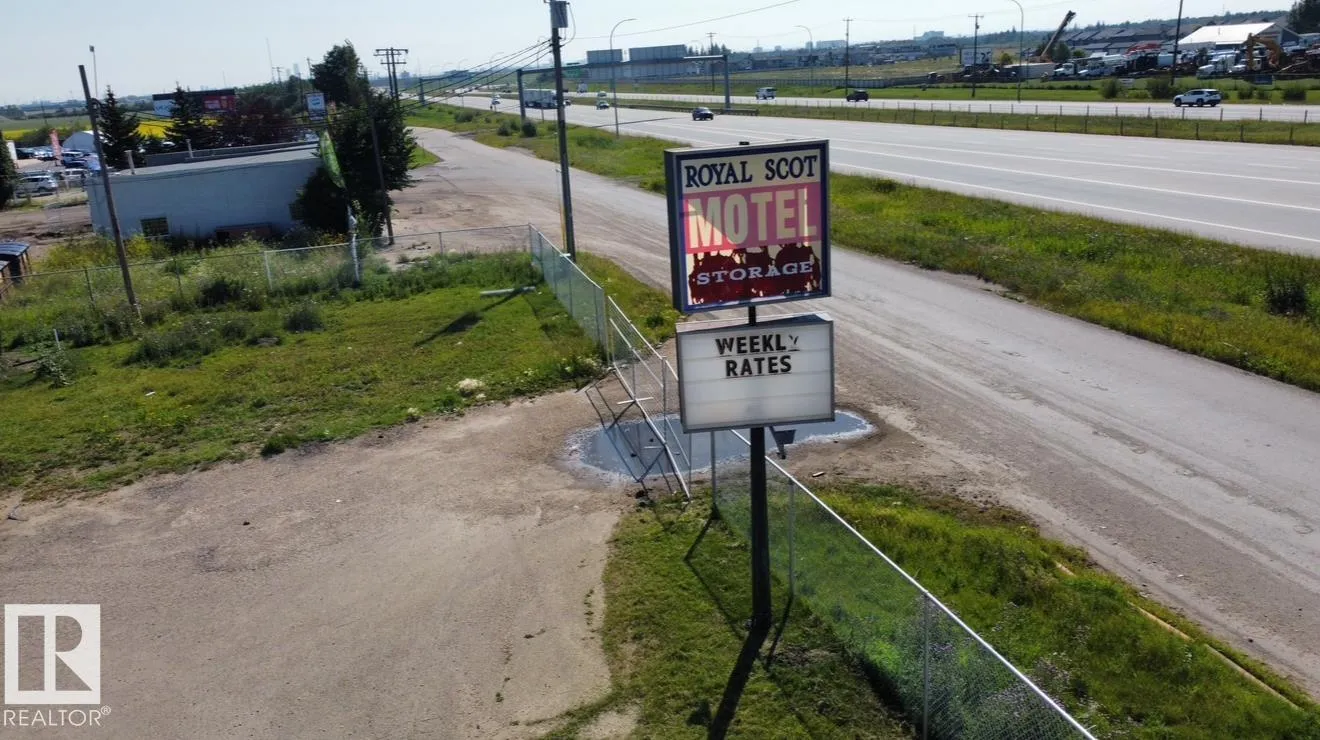 ROYAL SCOT
MOTEL
STORAGE
WEEKLY
RATES
R
REALTOR®